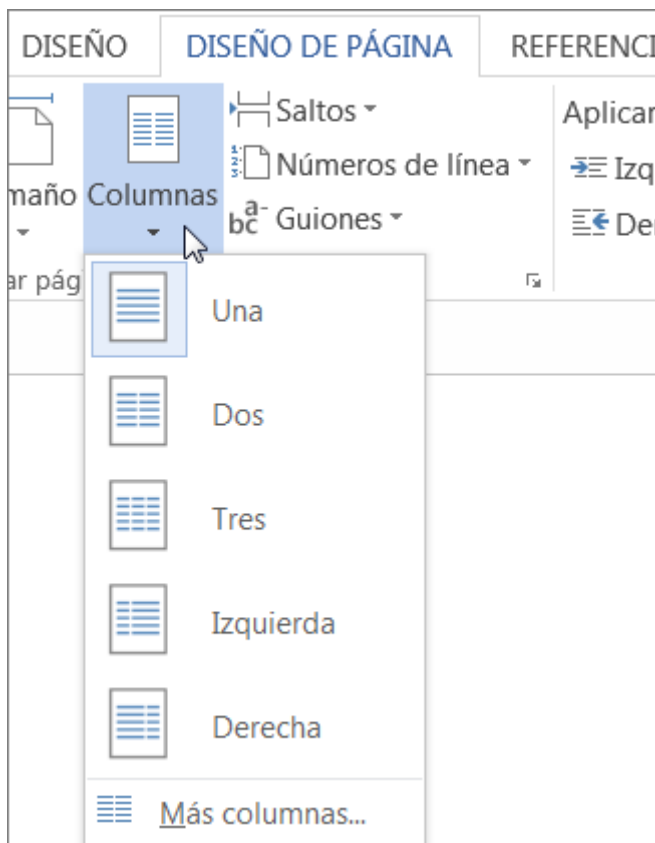 DISEÑO DISEÑO DE PÁGINA REFERENCI
Saltos Aplicar
Números de línea Izq
maño Columnas
bc a- Guiones De
ar pág
Una
Dos
Tres
Izquierda
Derecha
Más columnas...